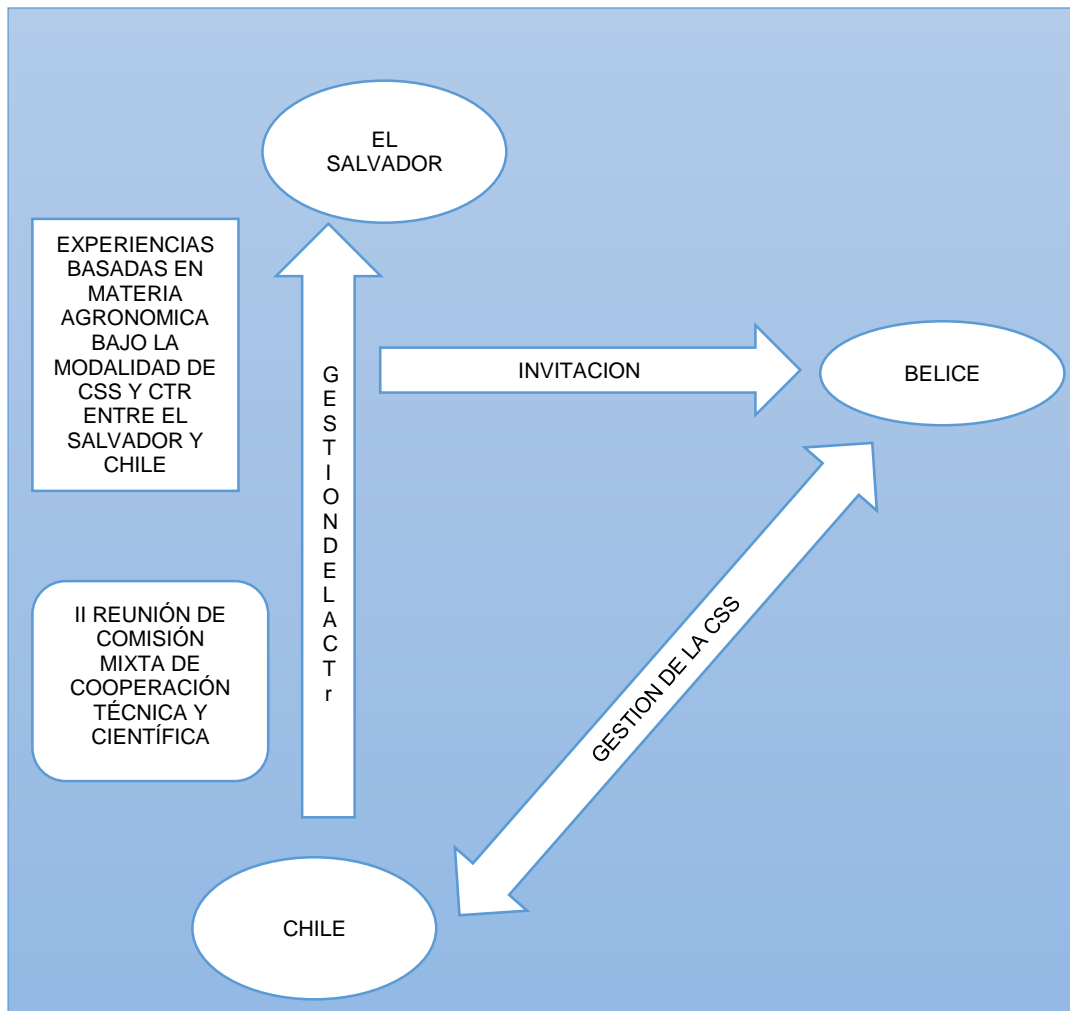 EL
SALVADOR
EXPERIENCIAS
BASADAS EN
MATERIA
AGRONOMICA
BAJO LA
MODALIDAD DE
CSS Y CTR
ENTRE EL
SALVADOR Y
CHILE
GESTIONDELACTr
INVITACION
BELICE
II REUNIÓN DE
COMISIÓN
MIXTA DE
COOPERACIÓN
TÉCNICA Y
CIENTÍFICA
GESTION DE LA CSS
CHILE